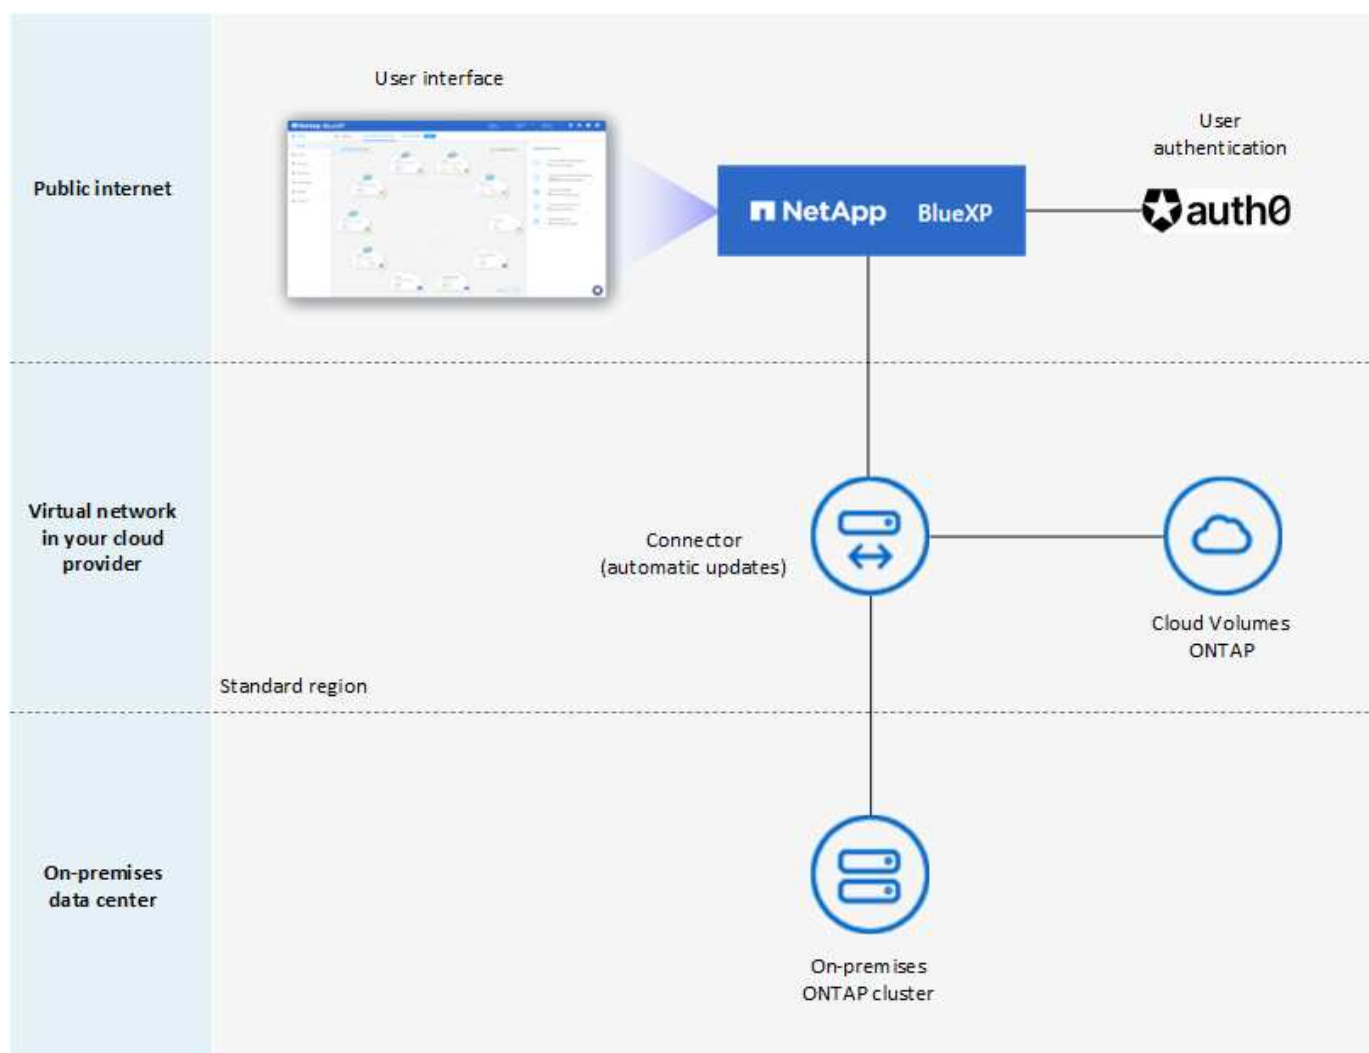 User interface
User
authentication
Public internet
NetApp BlueXP
auth0
Virtual network
in your cloud
provider
Connector
(automatic updates)
Cloud Volumes
ONTAP
Standard region
On-premises
data center
On-premises
ONTAP cluster